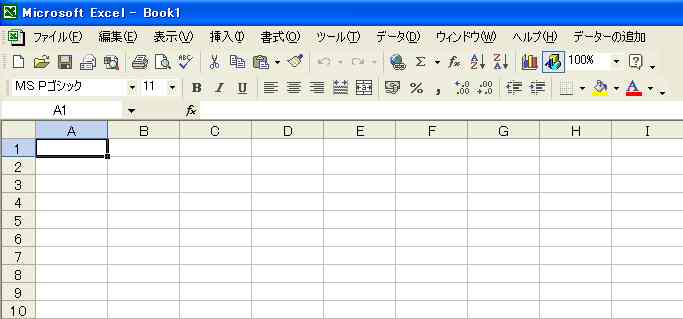 Microsoft Excel - Book1
ファイル(F) 編集(E) 表示(V) 挿入(I) 書式(O) ツール(T) データ(D) ウィンドウ(W) ヘルプ(H) データーの追加
100%
MS Pゴシック 11 B I U
A1 fx
A B C D E F G H I
1
2
3
4
5
6
7
8
9
10